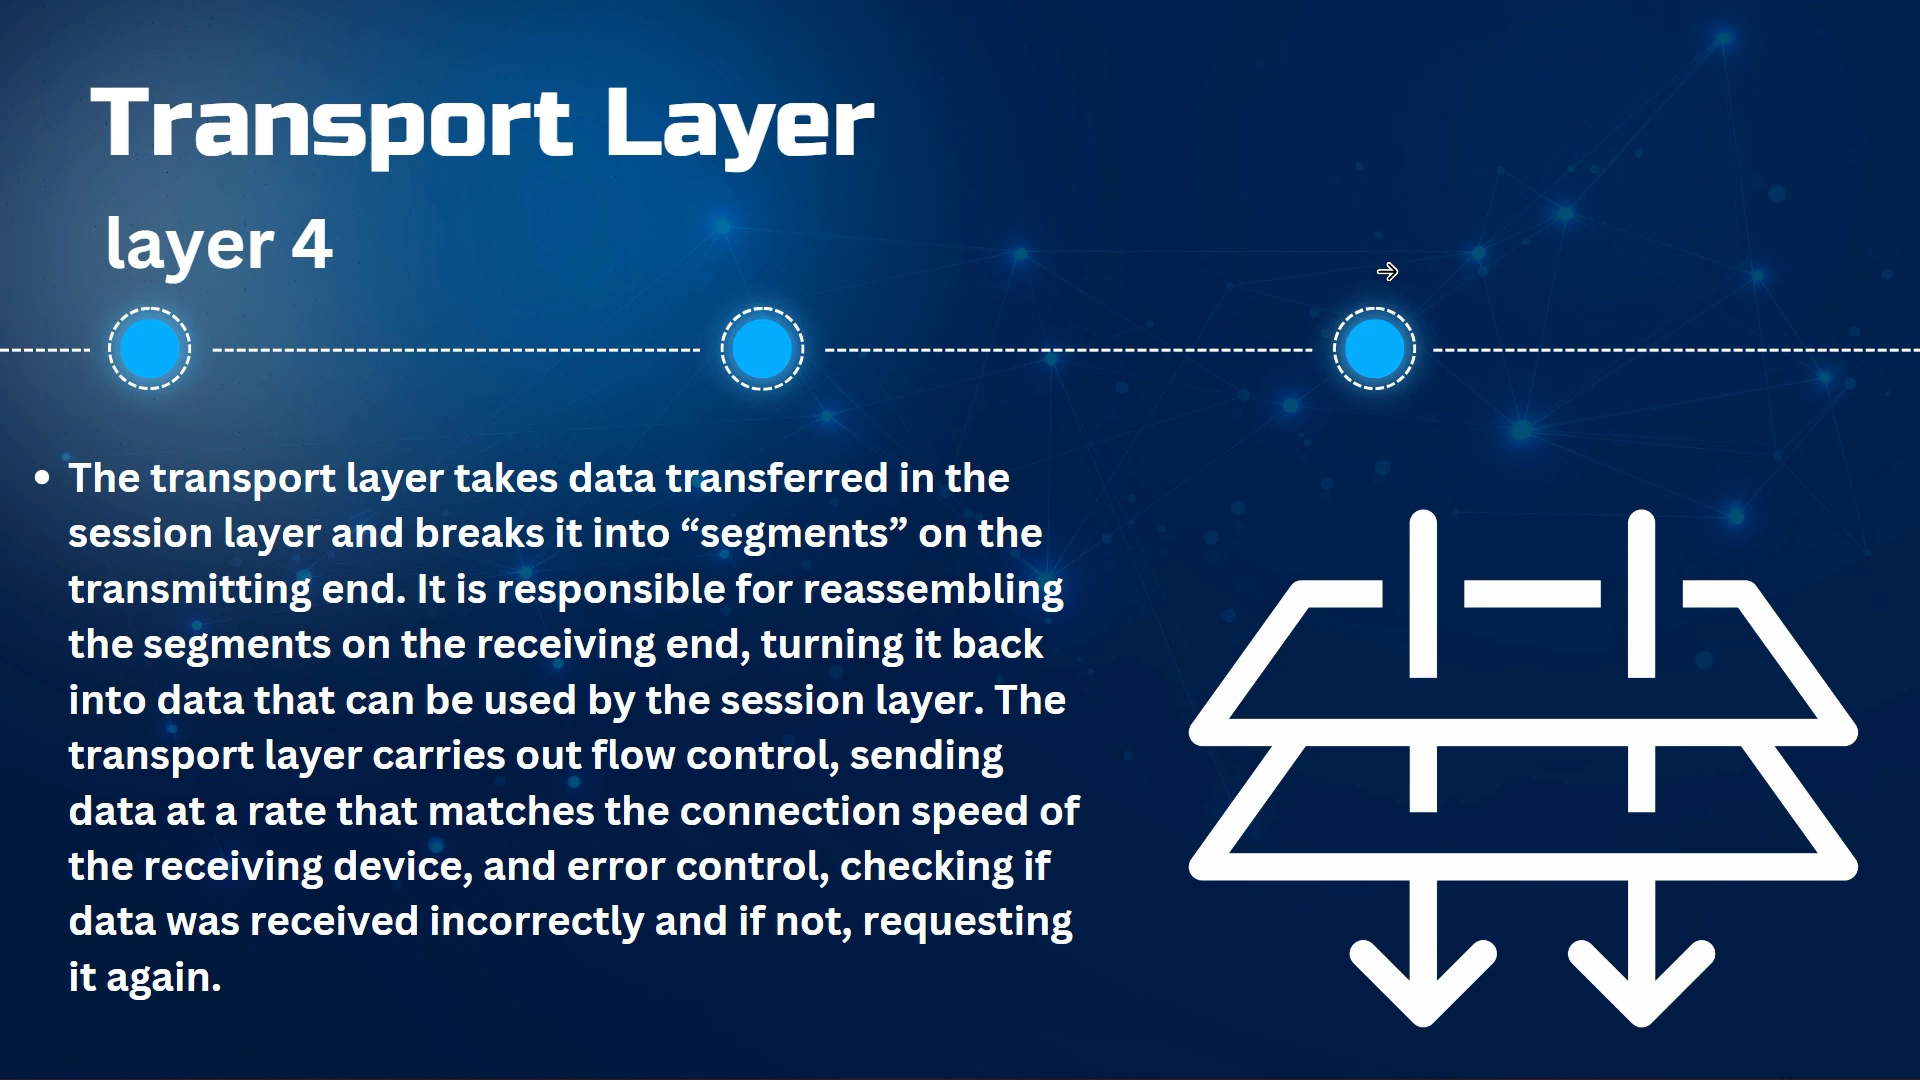 Transport Layer
layer 4
• The transport layer takes data transferred in the
session layer and breaks it into “segments” on the
transmitting end. It is responsible for reassembling
the segments on the receiving end, turning it back
into data that can be used by the session layer. The
transport layer carries out flow control, sending
data at a rate that matches the connection speed of
the receiving device, and error control, checking if
data was received incorrectly and if not, requesting
it again.